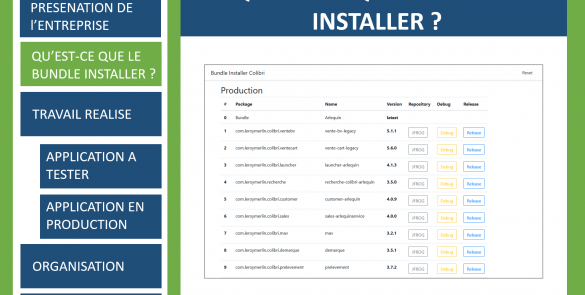 PRESENATION DE
l'ENTREPRISE
QU'EST-CE QUE LE
BUNDLE INSTALLER ?
TRAVAIL REALISE
APPLICATION A
TESTER
APPLICATION EN
PRODUCTION
ORGANISATION
INSTALLER ?
Bundle Installer Colibri Reset
Production
# Package Name Version Repository Debug Release
0 Bundle Arlequin latest
1 com.leroymerlin.colibri.ventebv vente-bv-legacy 5.1.1 JFROG Debug Release
2 com.leroymerlin.colibri.ventecart vente-cart-legacy 5.6.0 JFROG Debug Release
3 com.leroymerlin.colibri.launcher launcher-arlequin 4.1.3 JFROG Debug Release
4 com.leroymerlin.recherche recherche-colibri-arlequin 3.5.0 JFROG Debug Release
5 com.leroymerlin.colibri.customer customer-arlequin 4.0.9 JFROG Debug Release
6 com.leroymerlin.colibri.sales sales-arlequinservice 4.0.0 JFROG Debug Release
7 com.leroymerlin.colibri.max max 3.2.1 JFROG Debug Release
8 com.leroymerlin.colibri.demarque demarque 3.5.1 JFROG Debug Release
9 com.leroymerlin.colibri.prelevement prelevement 3.7.2 JFROG Debug Release